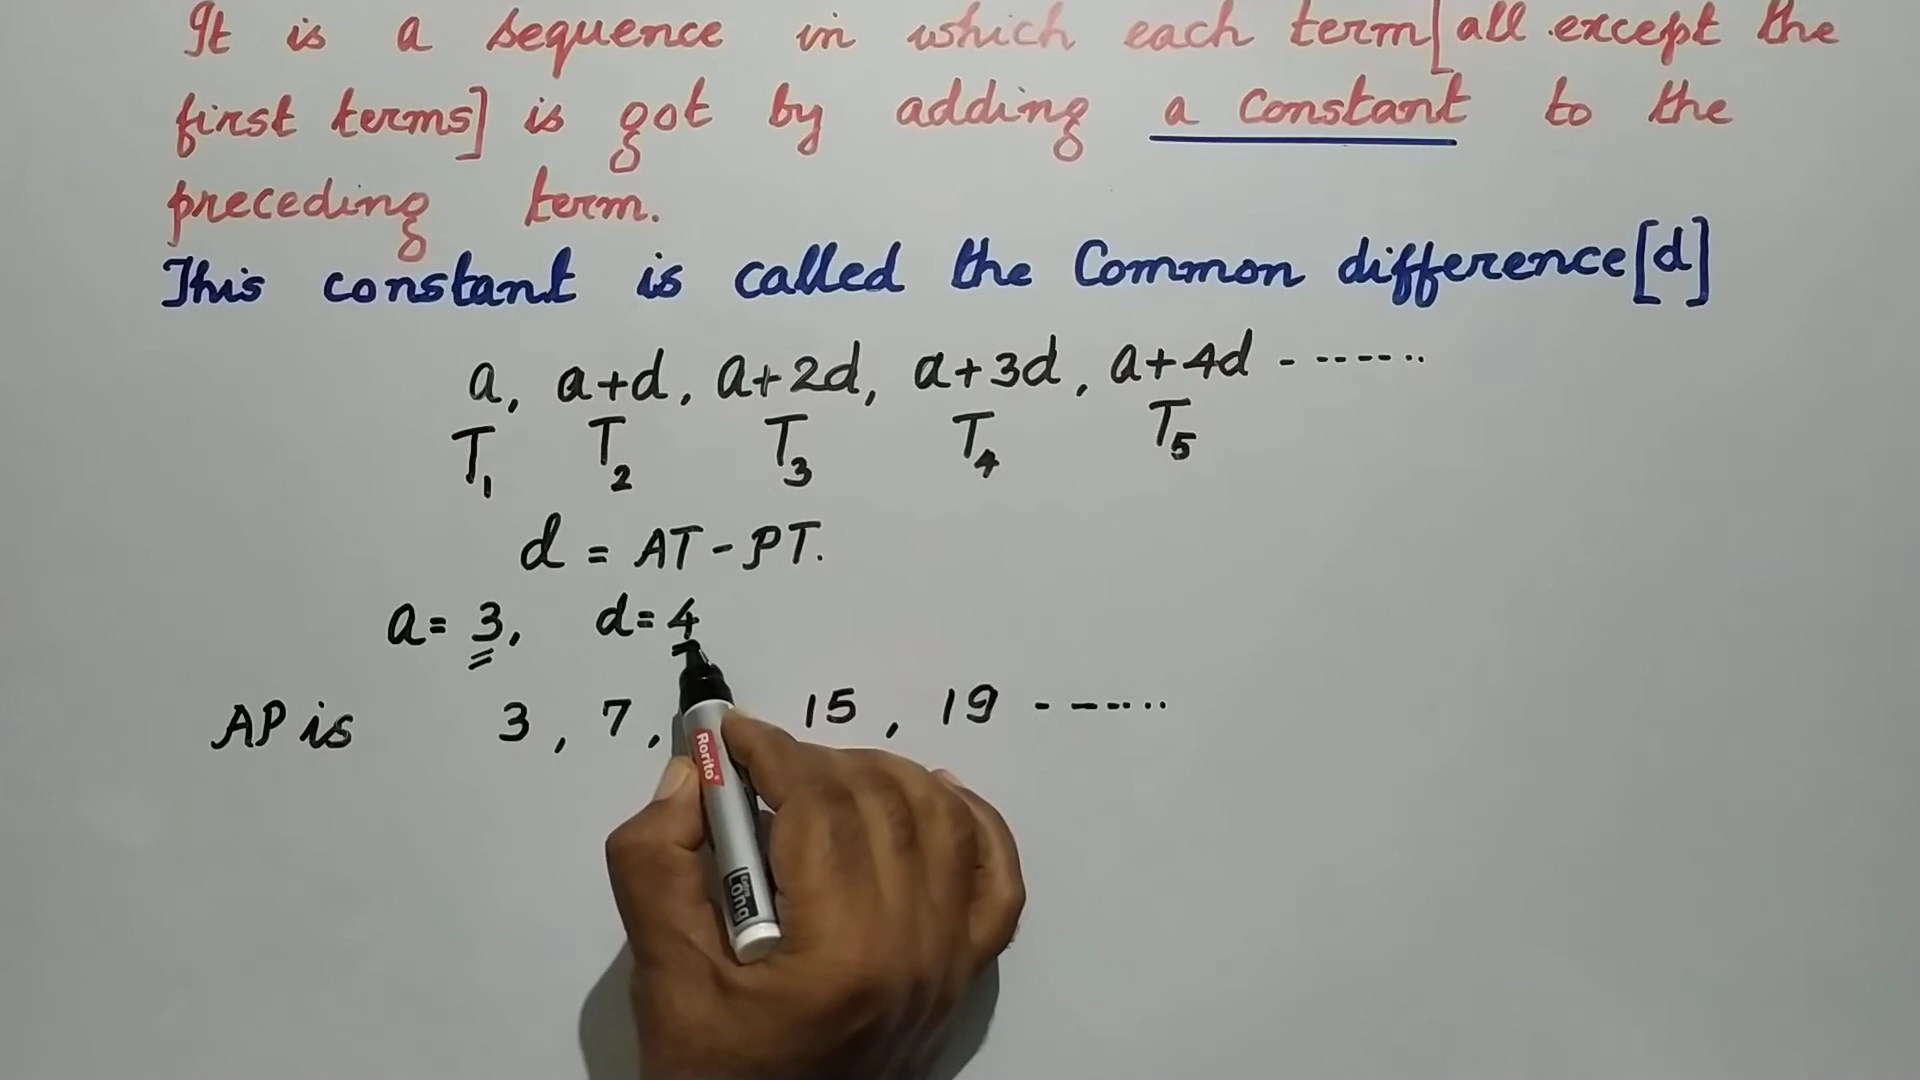 It is a sequence in which each term[all except the
first terms] is got by adding a constant to the
preceding term.
This constant is called the Common difference[d]
a, a+d, a+2d, a+3d, a+4d - ------
T1 T2 T3 T4 T5
d = AT - PT.
a = 3, d = 4
AP is 3, 7, 15, 19 ------
Rorito
Extra Long